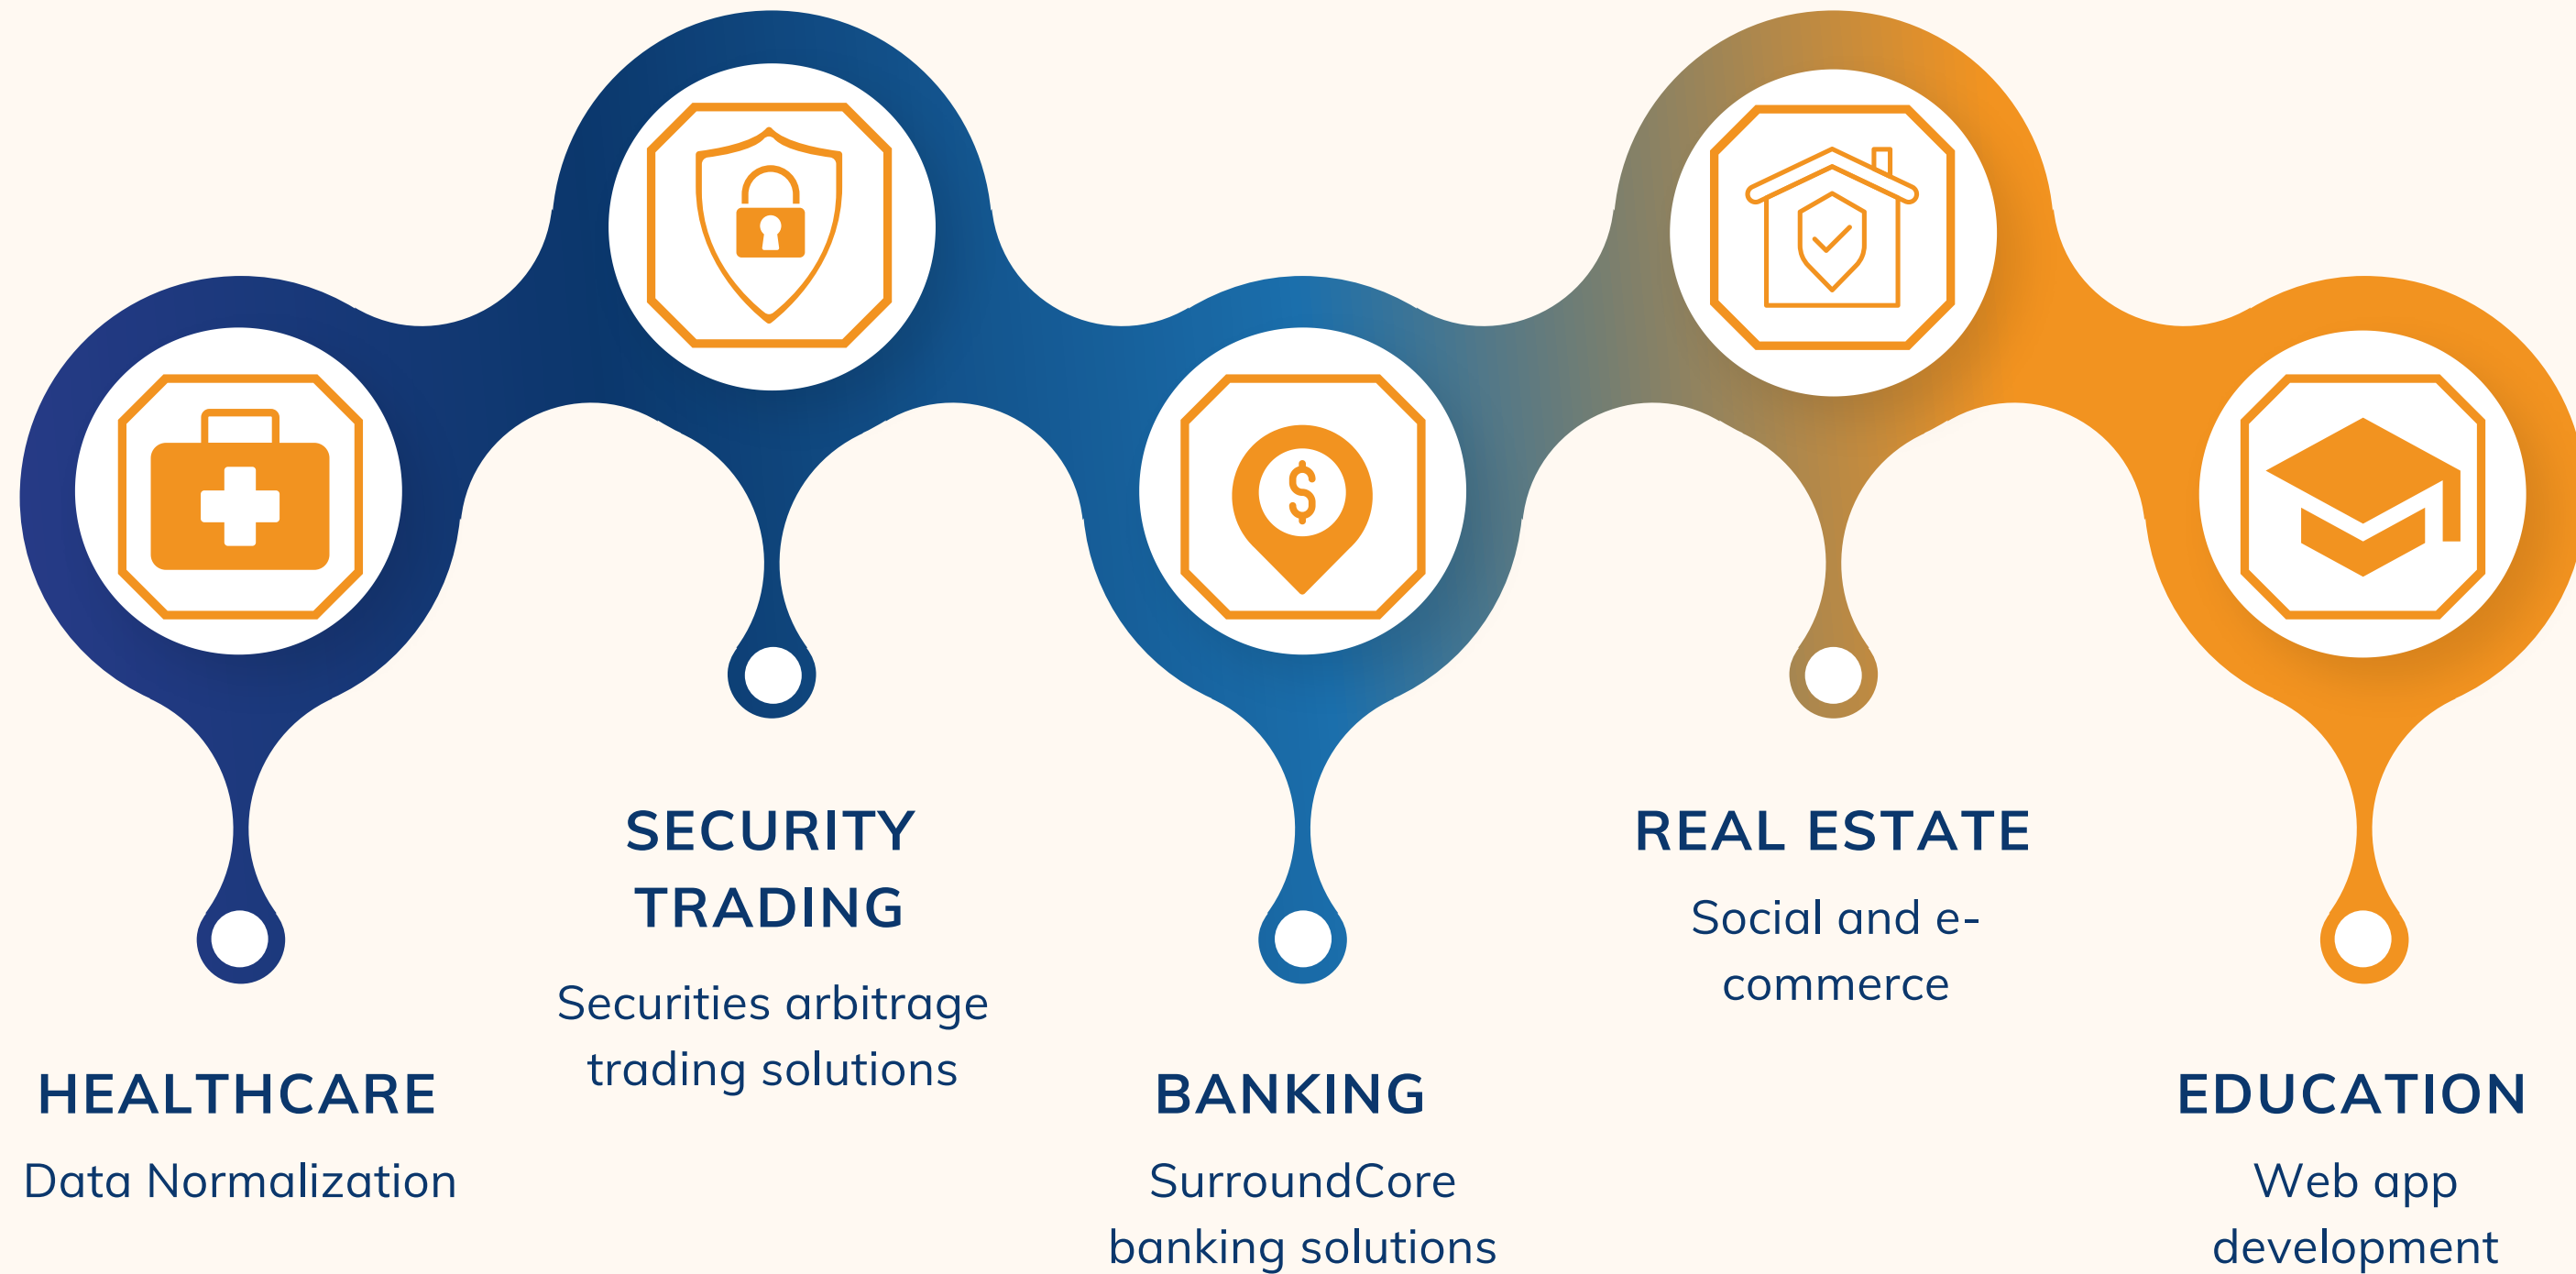 HEALTHCARE
Data Normalization
SECURITY
TRADING
Securities arbitrage
trading solutions
$
BANKING
SurroundCore
banking solutions
REAL ESTATE
Social and e-
commerce
EDUCATION
Web app
development